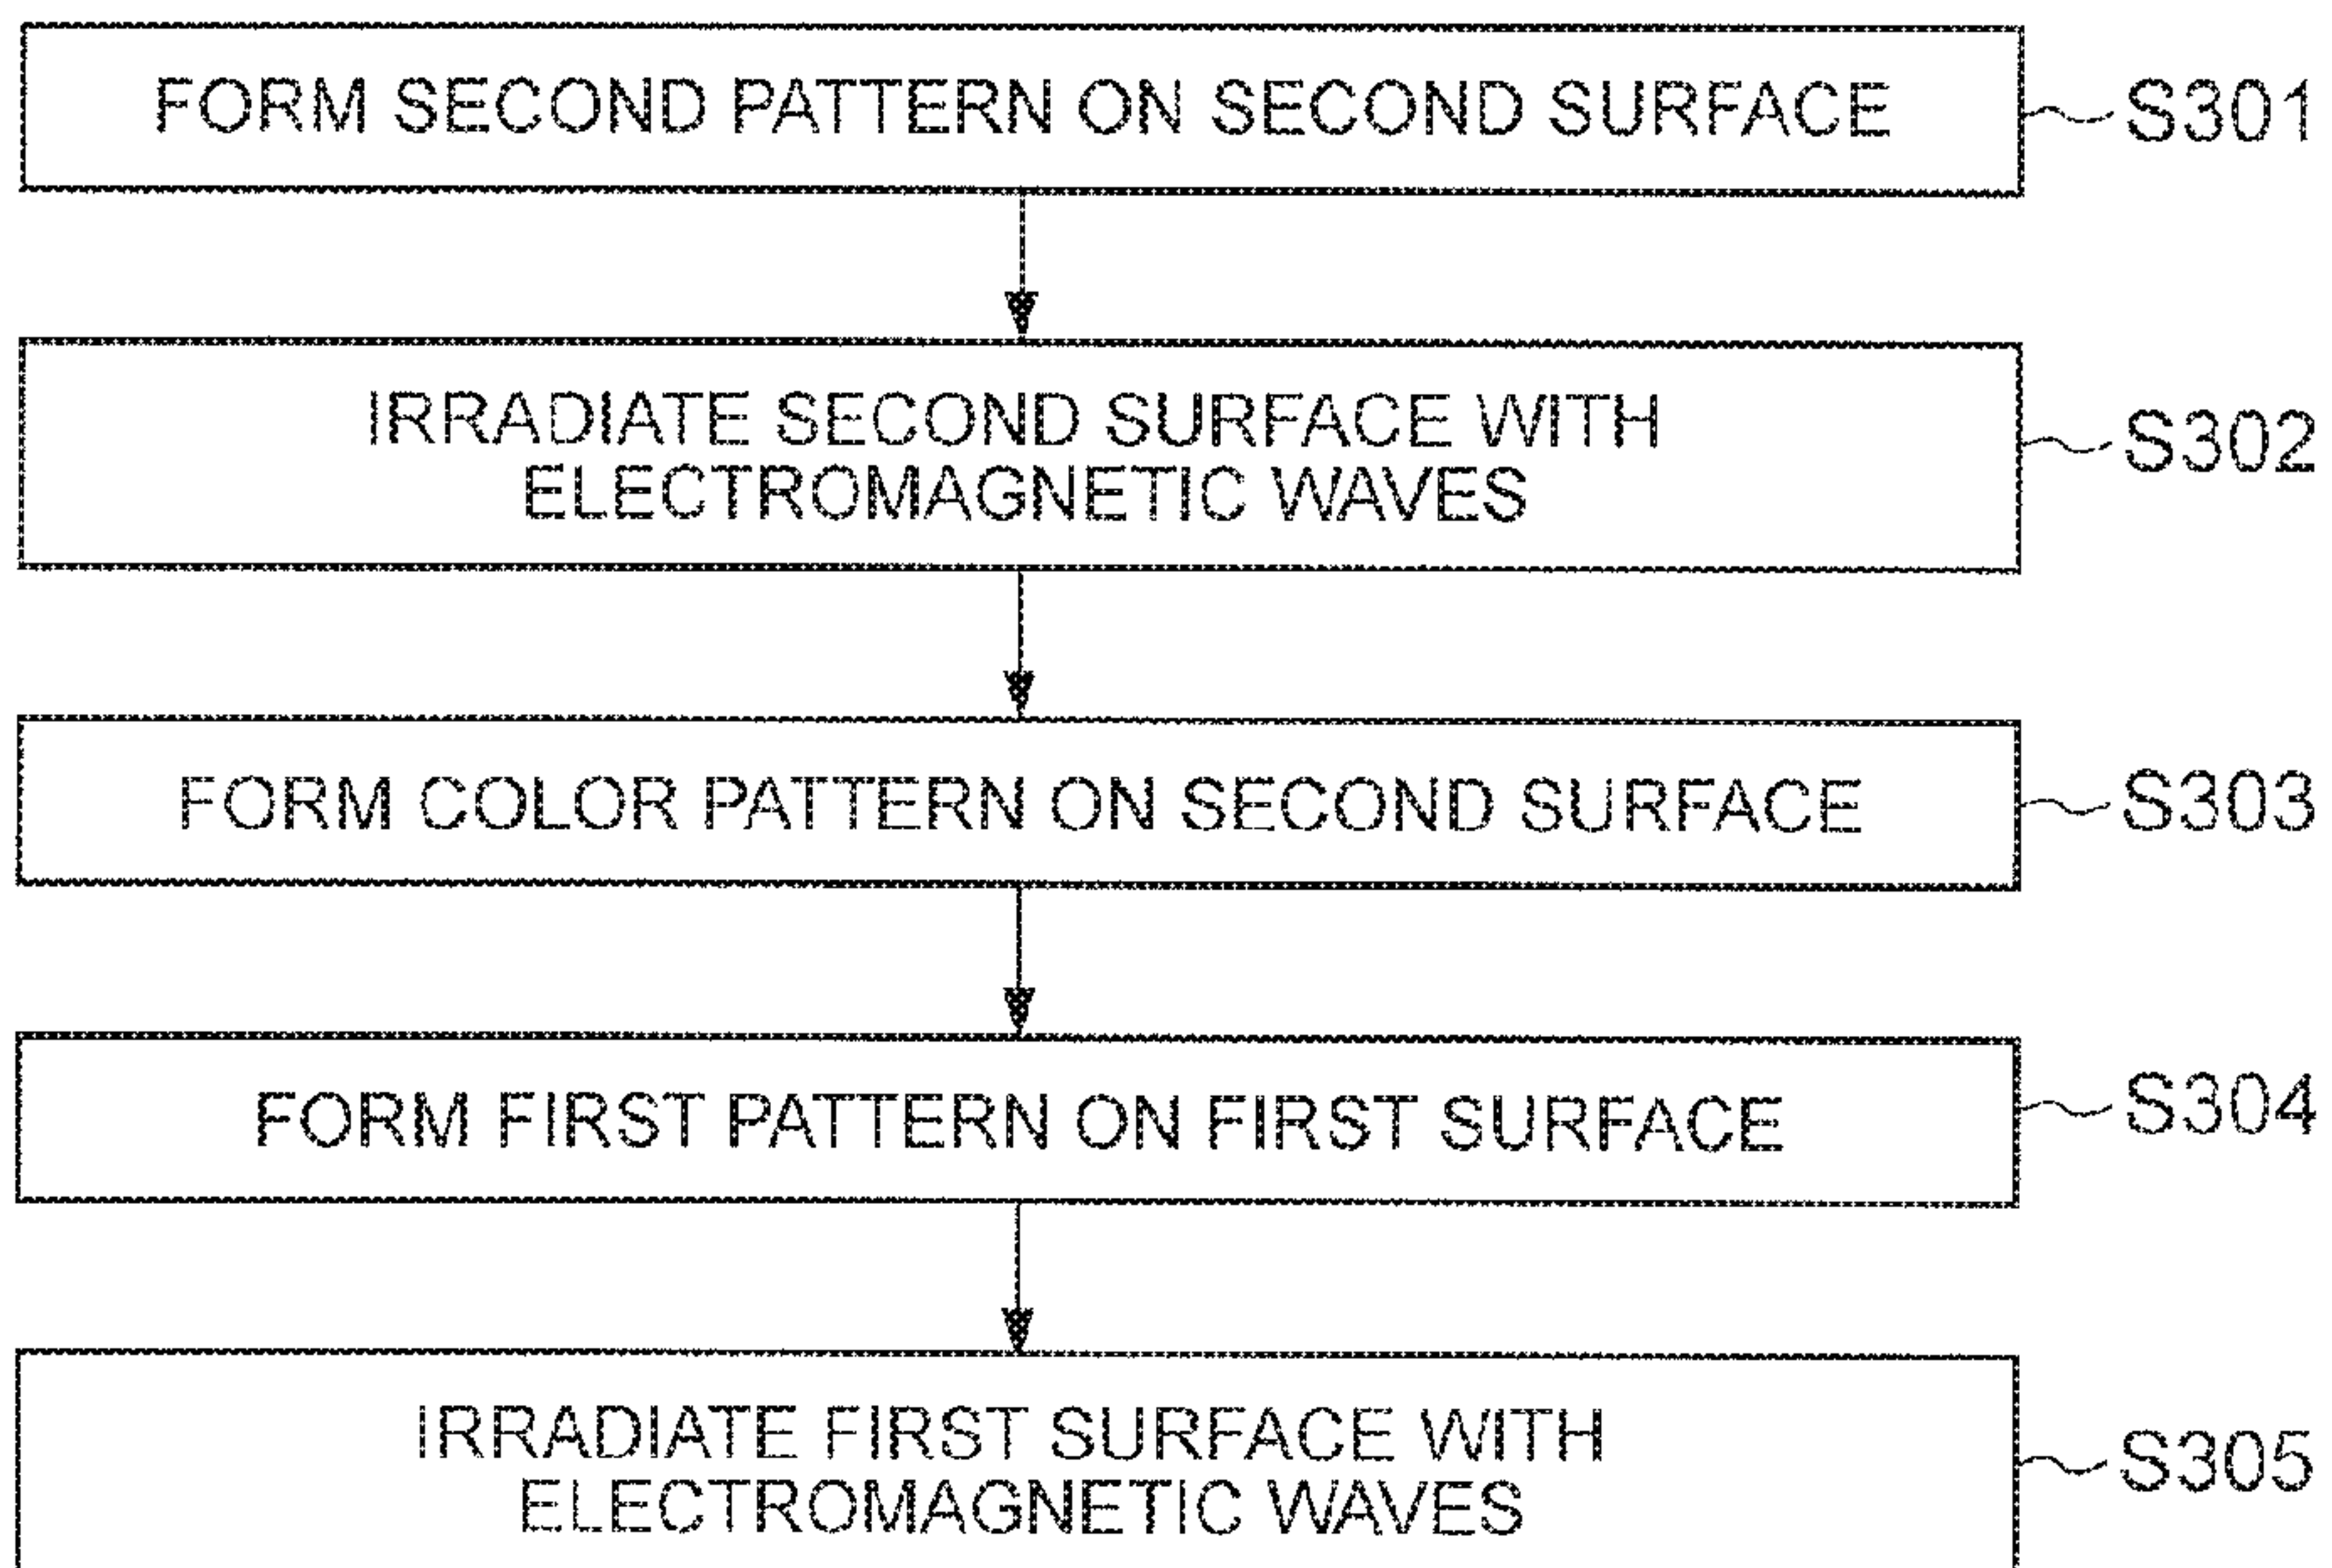 FORM SECOND PATTERN ON SECOND SURFACE
S301
IRRADIATE SECOND SURFACE WITH
ELECTROMAGNETIC WAVES
S302
FORM COLOR PATTERN ON SECOND SURFACE
S303
FORM FIRST PATTERN ON FIRST SURFACE
S304
IRRADIATE FIRST SURFACE WITH
ELECTROMAGNETIC WAVES
S305